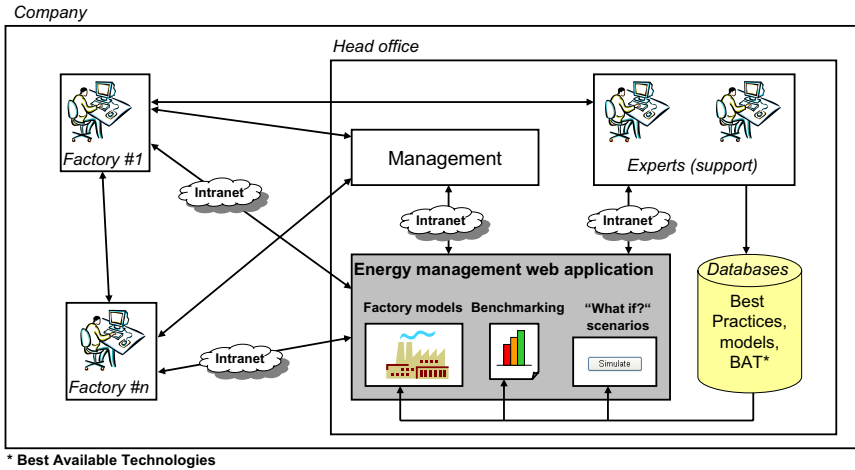 Company
Head office
Factory #1
Management
Experts (support)
Intranet
Intranet
Intranet
Energy management web application
Databases
Factory models
Benchmarking
“What if?“
scenarios
Best
Practices,
models,
BAT*
Simulate
Intranet
Factory #n
* Best Available Technologies